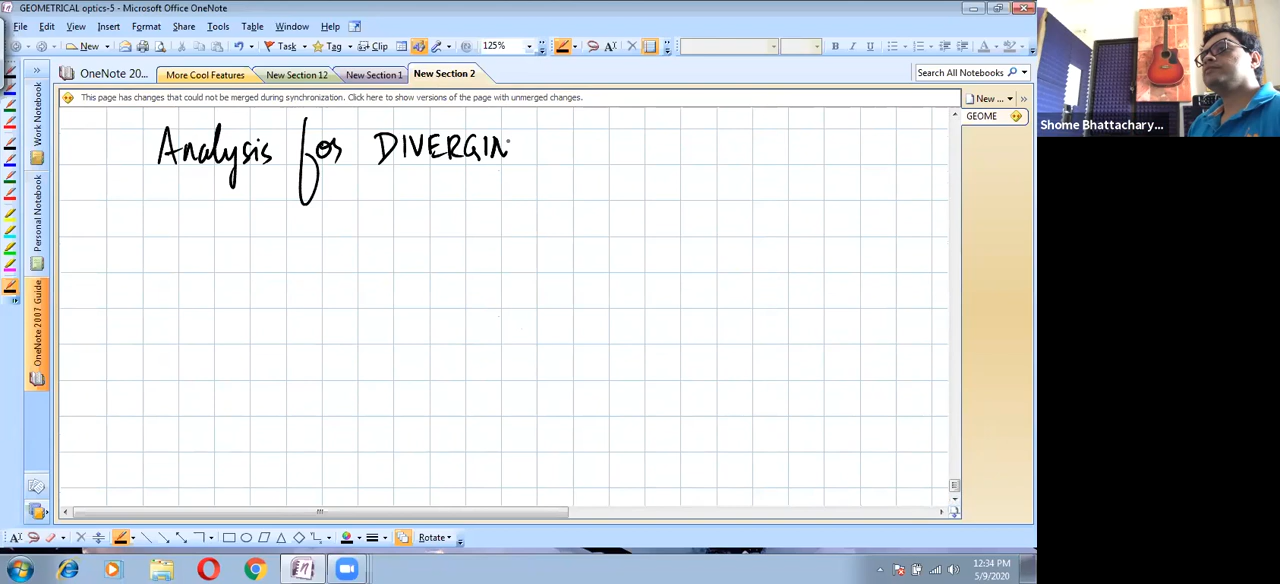 GEOMETRICAL optics-5 - Microsoft Office OneNote
File Edit View Insert Format Share Tools Table Window Help
New Task Tag Clip 125% B I U
OneNote 20... More Cool Features New Section 12 New Section 1 New Section 2 Search All Notebooks
This page has changes that could not be merged during synchronization. Click here to show versions of the page with unmerged changes.
New ...
GEOME
Shome Bhattachary...
Work Notebook
Personal Notebook
OneNote 2007 Guide
Analysis for DIVERGIN
Rotate
12:34 PM
5/9/2020